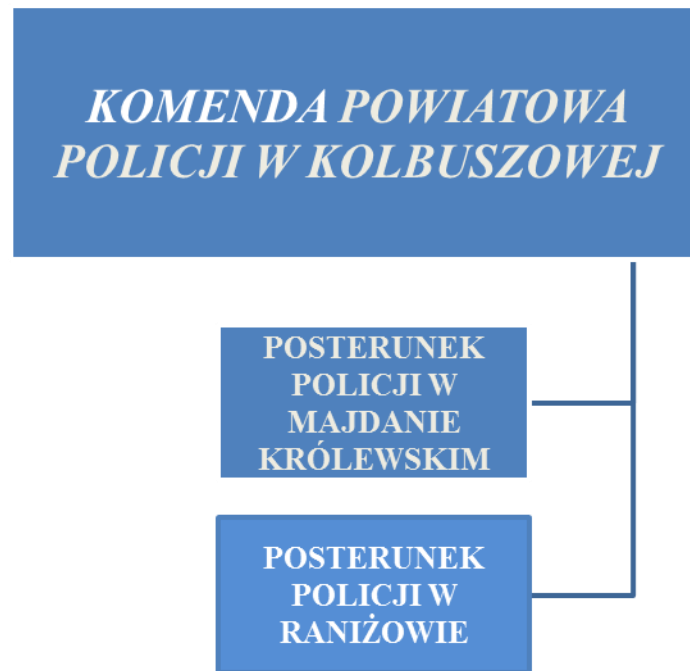 KOMENDA POWIATOWA
POLICJI W KOLBUSZOWEJ
POSTERUNEK
POLICJI W
MAJDANIE
KRÓLEWSKIM
POSTERUNEK
POLICJI W
RANIŻOWIE